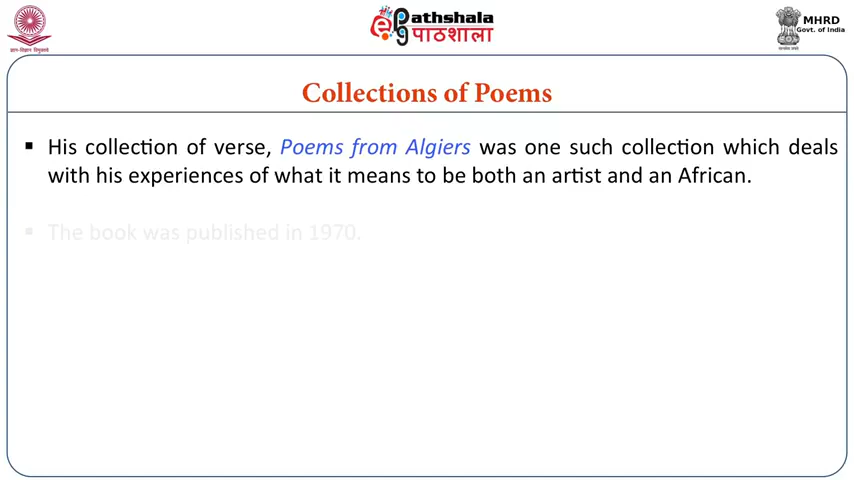 ePathshala
पाठशाला
MHRD
Govt. of India
Collections of Poems
▪ His collection of verse, Poems from Algiers was one such collection which deals
with his experiences of what it means to be both an artist and an African.
▪ The book was published in 1970.